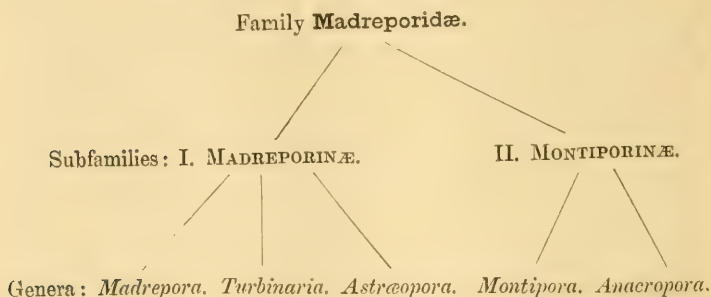 Family Madreporidæ.
Subfamilies: I. MADREPORINÆ. II. MONTIPORINÆ.
Genera: Madrepora. Turbinaria. Astræopora. Montipora. Anacropora.